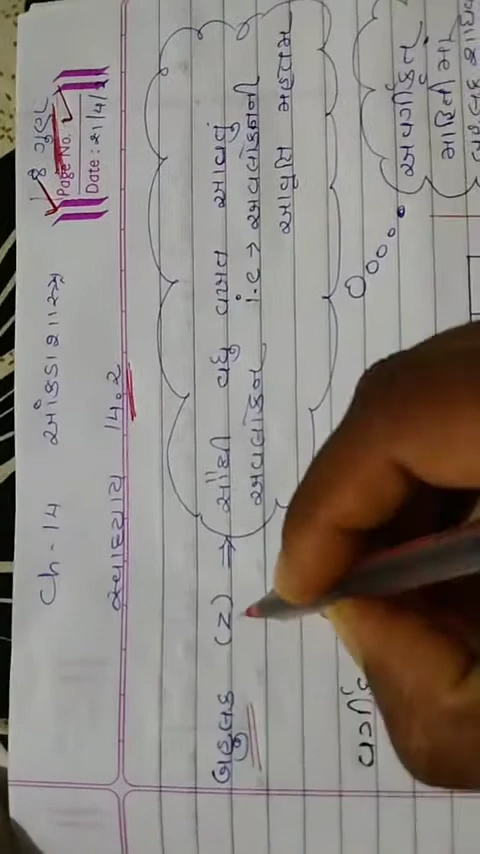 Page No.
Date: 21/4/21
Ch - 14 આંકડાશાસ્ત્ર
સ્વાધ્યાય 14.2
બહુલક (Z) → સૌથી વધુ વખત આવતું
અવલોકન i.e → અવલોકનની
આવૃત્તિ મહત્તમ
અવર્ગીકૃત
માહિતીમાં